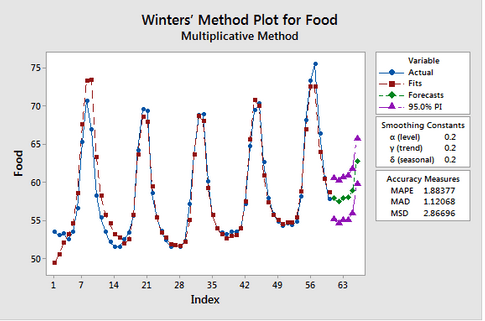 Winters' Method Plot for Food
Multiplicative Method
Variable
Actual
Fits
Forecasts
95.0% PI
Smoothing Constants
α (level) 0.2
γ (trend) 0.2
δ (seasonal) 0.2
Accuracy Measures
MAPE 1.88377
MAD 1.12068
MSD 2.86696
Food
75
70
65
60
55
50
1 7 14 21 28 35 42 49 56 63
Index